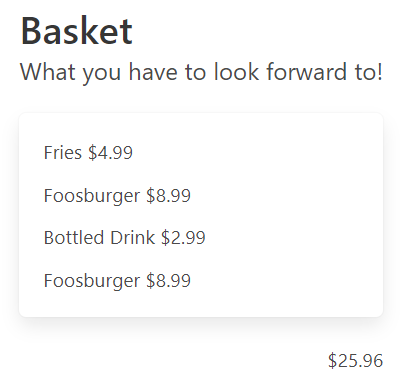 Basket
What you have to look forward to!
Fries $4.99
Foosburger $8.99
Bottled Drink $2.99
Foosburger $8.99
$25.96